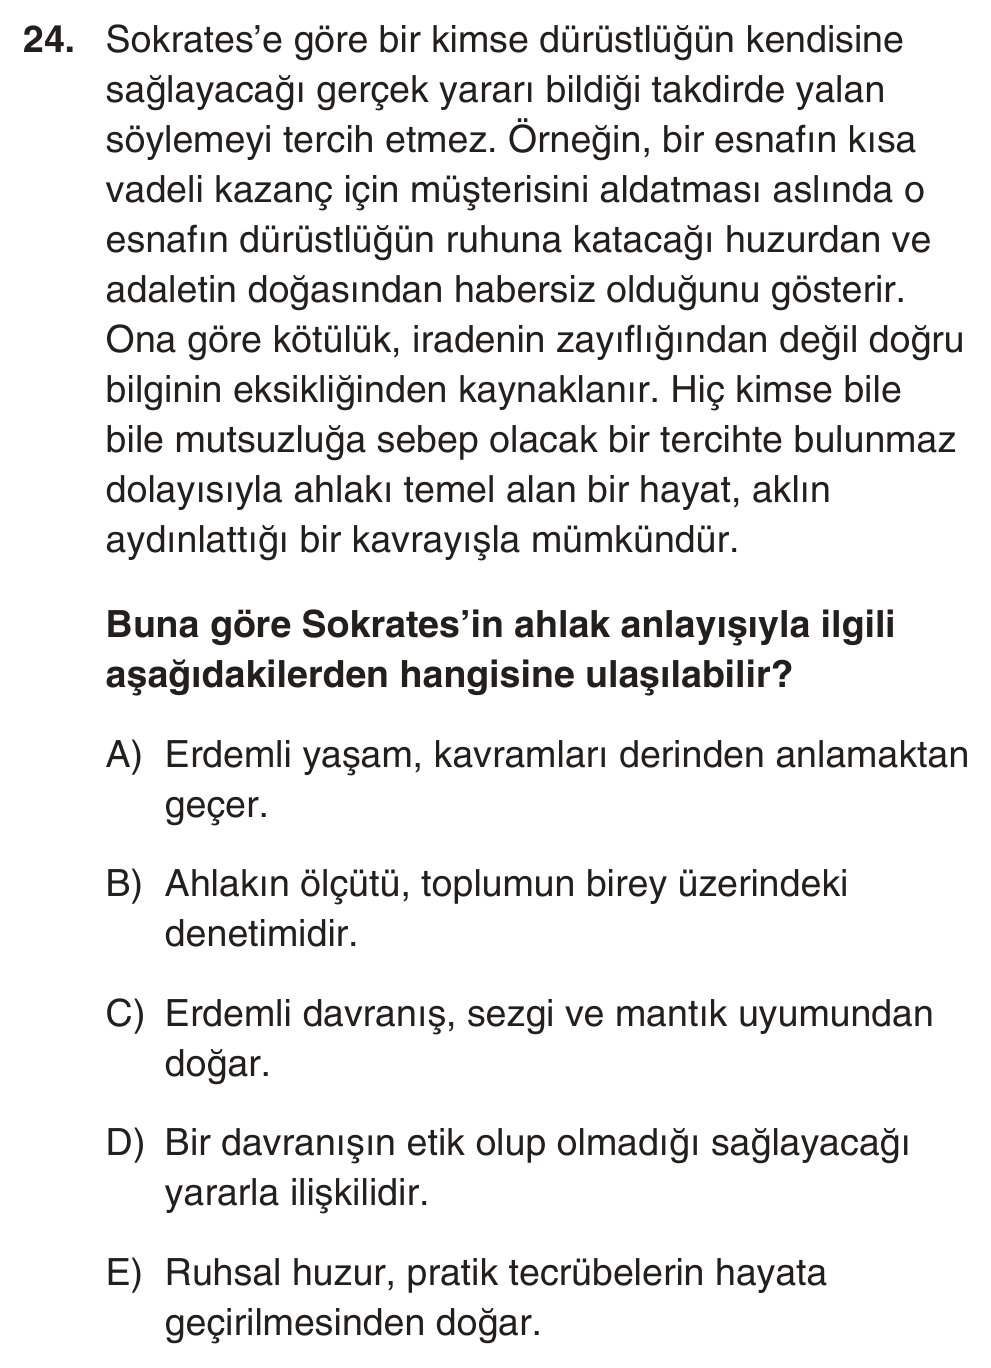 24. Sokrates’e göre bir kimse dürüstlüğün kendisine
sağlayacağı gerçek yararı bildiği takdirde yalan
söylemeyi tercih etmez. Örneğin, bir esnafın kısa
vadeli kazanç için müşterisini aldatması aslında o
esnafın dürüstlüğün ruhuna katacağı huzurdan ve
adaletin doğasından habersiz olduğunu gösterir.
Ona göre kötülük, iradenin zayıflığından değil doğru
bilginin eksikliğinden kaynaklanır. Hiç kimse bile
bile mutsuzluğa sebep olacak bir tercihte bulunmaz
dolayısıyla ahlakı temel alan bir hayat, aklın
aydınlattığı bir kavrayışla mümkündür.
Buna göre Sokrates’in ahlak anlayışıyla ilgili
aşağıdakilerden hangisine ulaşılabilir?
A) Erdemli yaşam, kavramları derinden anlamaktan
geçer.
B) Ahlakın ölçütü, toplumun birey üzerindeki
denetimidir.
C) Erdemli davranış, sezgi ve mantık uyumundan
doğar.
D) Bir davranışın etik olup olmadığı sağlayacağı
yararla ilişkilidir.
E) Ruhsal huzur, pratik tecrübelerin hayata
geçirilmesinden doğar.